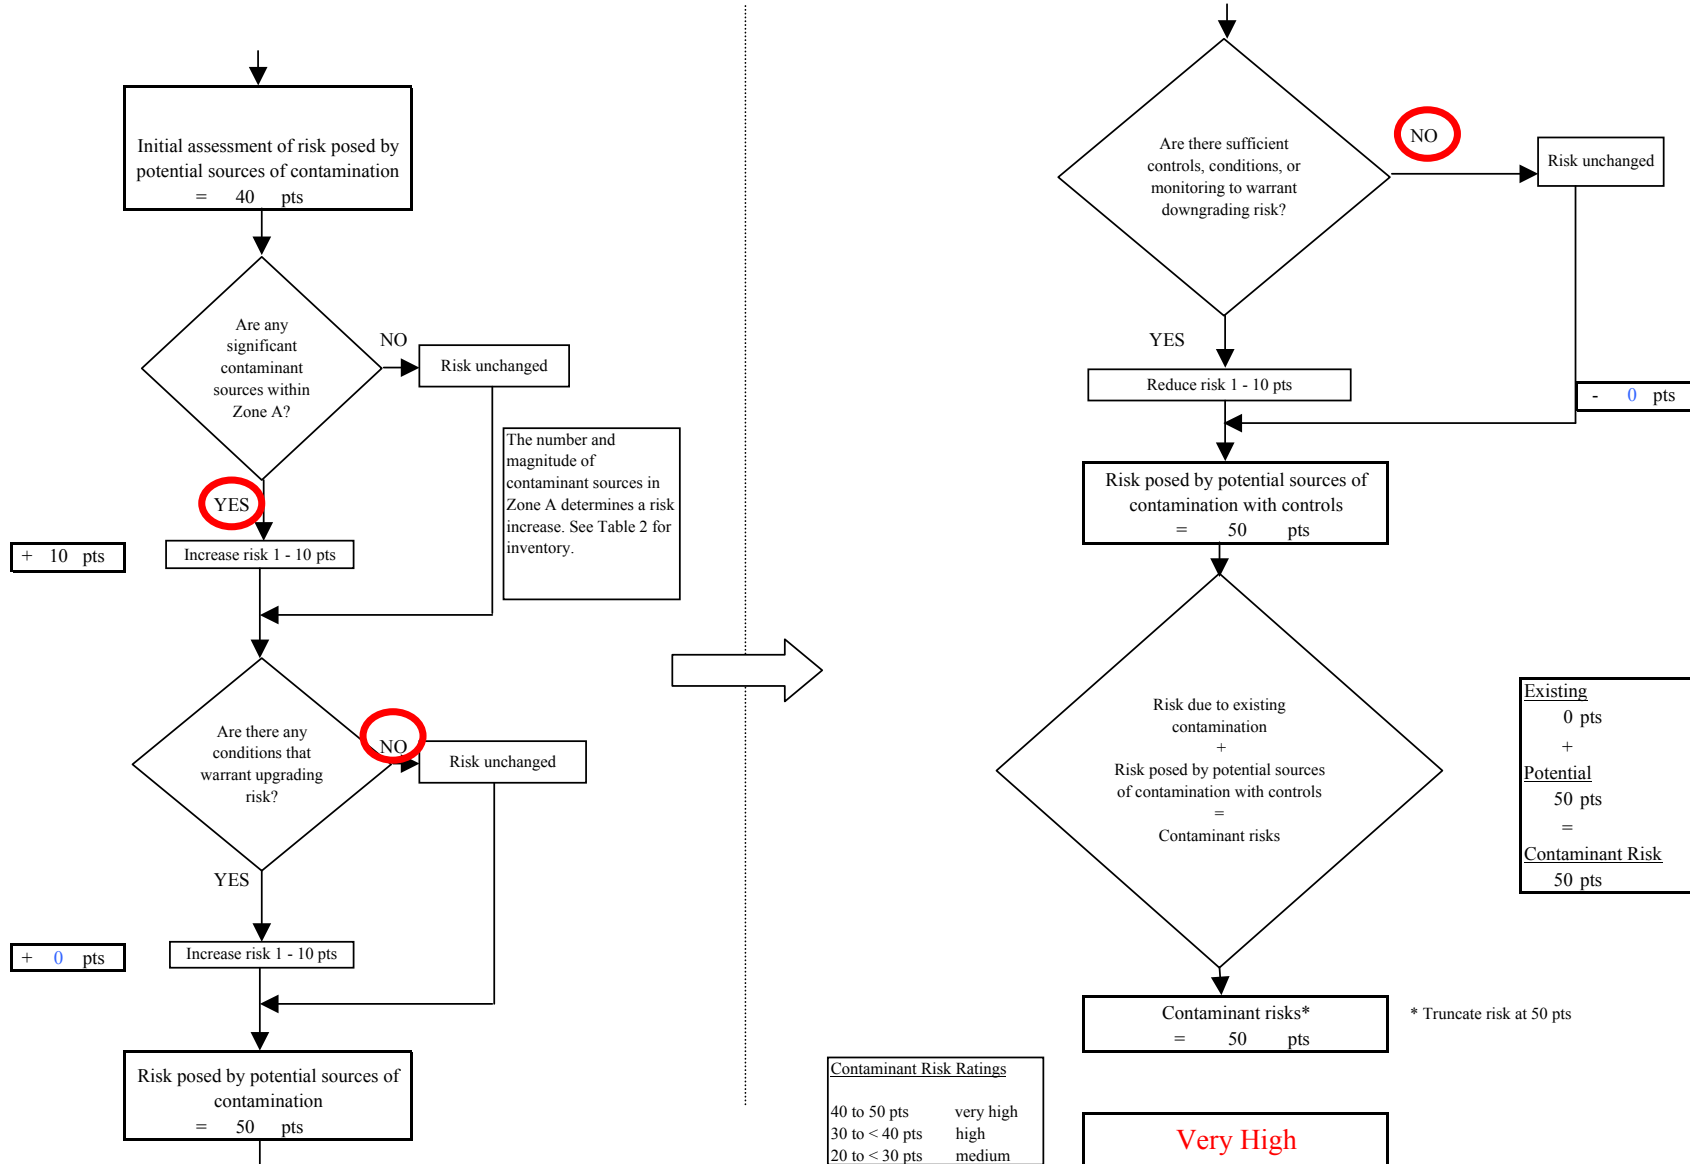 Initial assessment of risk posed by
potential sources of contamination
= 40 pts
Are any
significant
contaminant
sources within
Zone A?
NO
Risk unchanged
The number and
magnitude of
contaminant sources in
Zone A determines a risk
increase. See Table 2 for
inventory.
YES
+ 10 pts
Increase risk 1 - 10 pts
Are there any
conditions that
warrant upgrading
risk?
NO
Risk unchanged
YES
+ 0 pts
Increase risk 1 - 10 pts
Risk posed by potential sources of
contamination
= 50 pts
Are there sufficient
controls, conditions, or
monitoring to warrant
downgrading risk?
NO
Risk unchanged
YES
Reduce risk 1 - 10 pts
- 0 pts
Risk posed by potential sources of
contamination with controls
= 50 pts
Risk due to existing
contamination
+
Risk posed by potential sources
of contamination with controls
=
Contaminant risks
Existing
0 pts
+
Potential
50 pts
=
Contaminant Risk
50 pts
Contaminant risks*
= 50 pts
* Truncate risk at 50 pts
Contaminant Risk Ratings
40 to 50 pts very high
30 to < 40 pts high
20 to < 30 pts medium
Very High